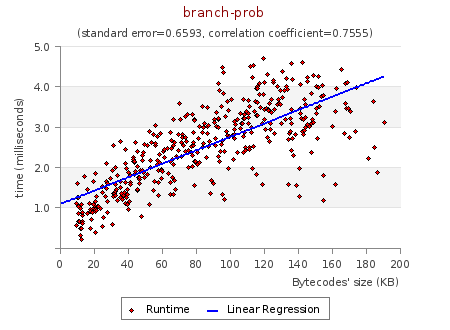 branch-prob
(standard error=0.6593, correlation coefficient=0.7555)
5.0
4.0
3.0
2.0
1.0
time (milliseconds)
0 20 40 60 80 100 120 140 160 180 200
Bytecodes' size (KB)
Runtime Linear Regression